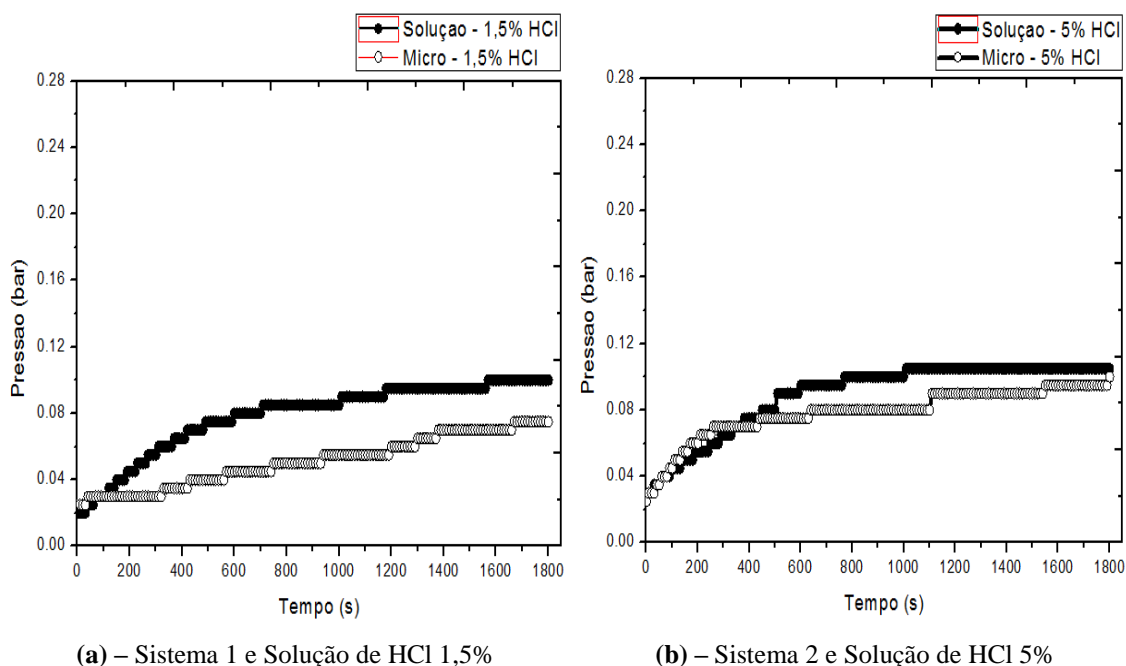 Soluçao - 1,5% HCl
Micro - 1,5% HCl
0.28
0.24
0.20
0.16
0.12
0.08
0.04
0.00
Pressao (bar)
0 200 400 600 800 1000 1200 1400 1600 1800
Tempo (s)
(a) – Sistema 1 e Solução de HCl 1,5%
Soluçao - 5% HCl
Micro - 5% HCl
0.28
0.24
0.20
0.16
0.12
0.08
0.04
0.00
Pressao (bar)
0 200 400 600 800 1000 1200 1400 1600 1800
Tempo (s)
(b) – Sistema 2 e Solução de HCl 5%